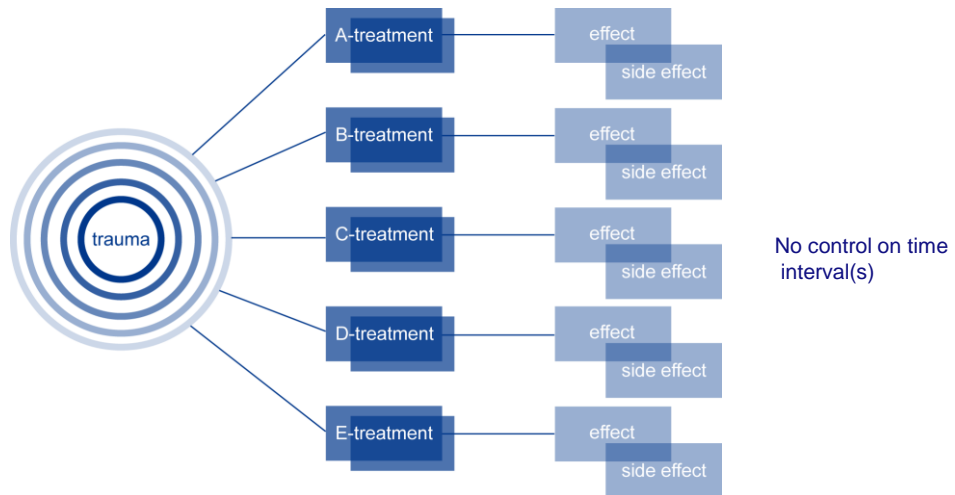 A-treatment
effect
side effect
B-treatment
effect
side effect
trauma
C-treatment
effect
side effect
No control on time
interval(s)
D-treatment
effect
side effect
E-treatment
effect
side effect